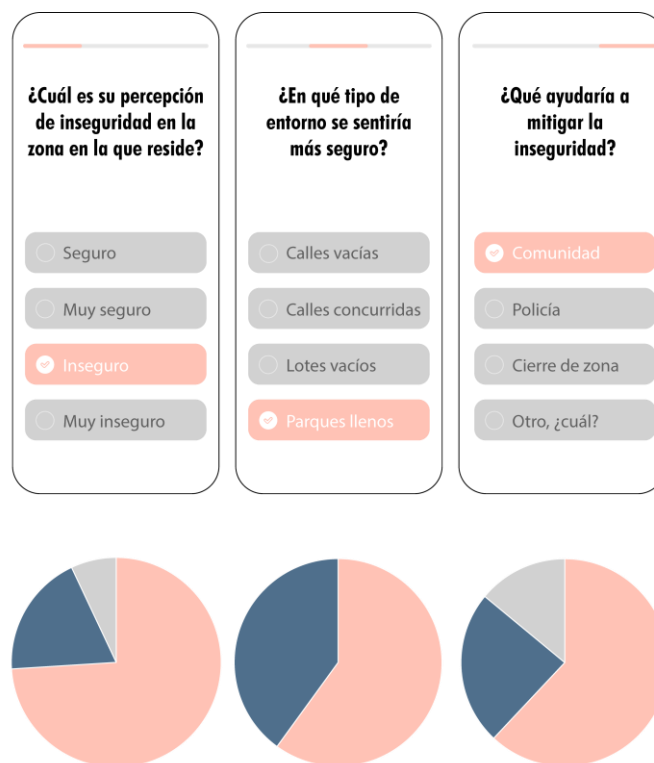 ¿Cuál es su percepción
de inseguridad en la
zona en la que reside?
Seguro
Muy seguro
Inseguro
Muy inseguro
¿En qué tipo de
entorno se sentiría
más seguro?
Calles vacías
Calles concurridas
Lotes vacíos
Parques llenos
¿Qué ayudaría a
mitigar la
inseguridad?
Comunidad
Policía
Cierre de zona
Otro, ¿cuál?